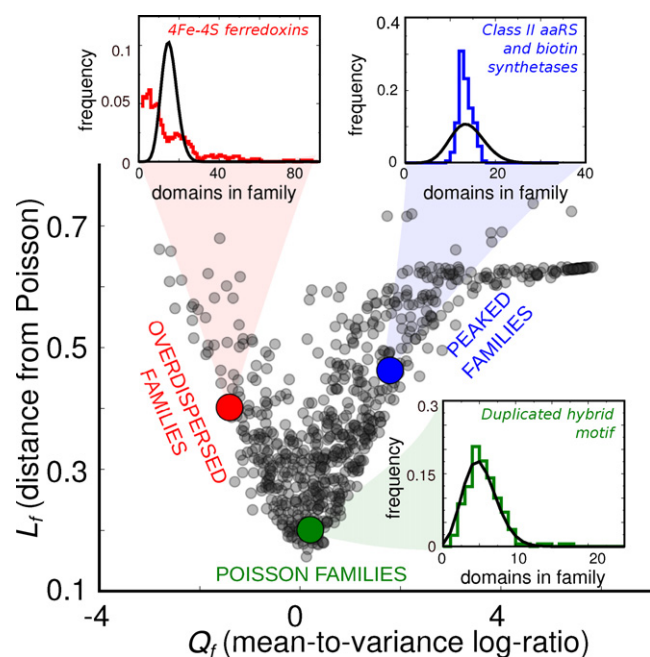 4Fe-4S ferredoxins
0.1
0.05
0
frequency
0 40 80
domains in family
Class II aaRS
and biotin
synthetases
0.4
0.2
0
frequency
0 20 40
domains in family
0.7
0.5
0.3
0.1
L_f (distance from Poisson)
OVERDISPERSED
FAMILIES
PEAKED
FAMILIES
Duplicated hybrid
motif
0.3
0.15
0
frequency
0 10 20
domains in family
POISSON FAMILIES
-4 0 4
Q_f (mean-to-variance log-ratio)